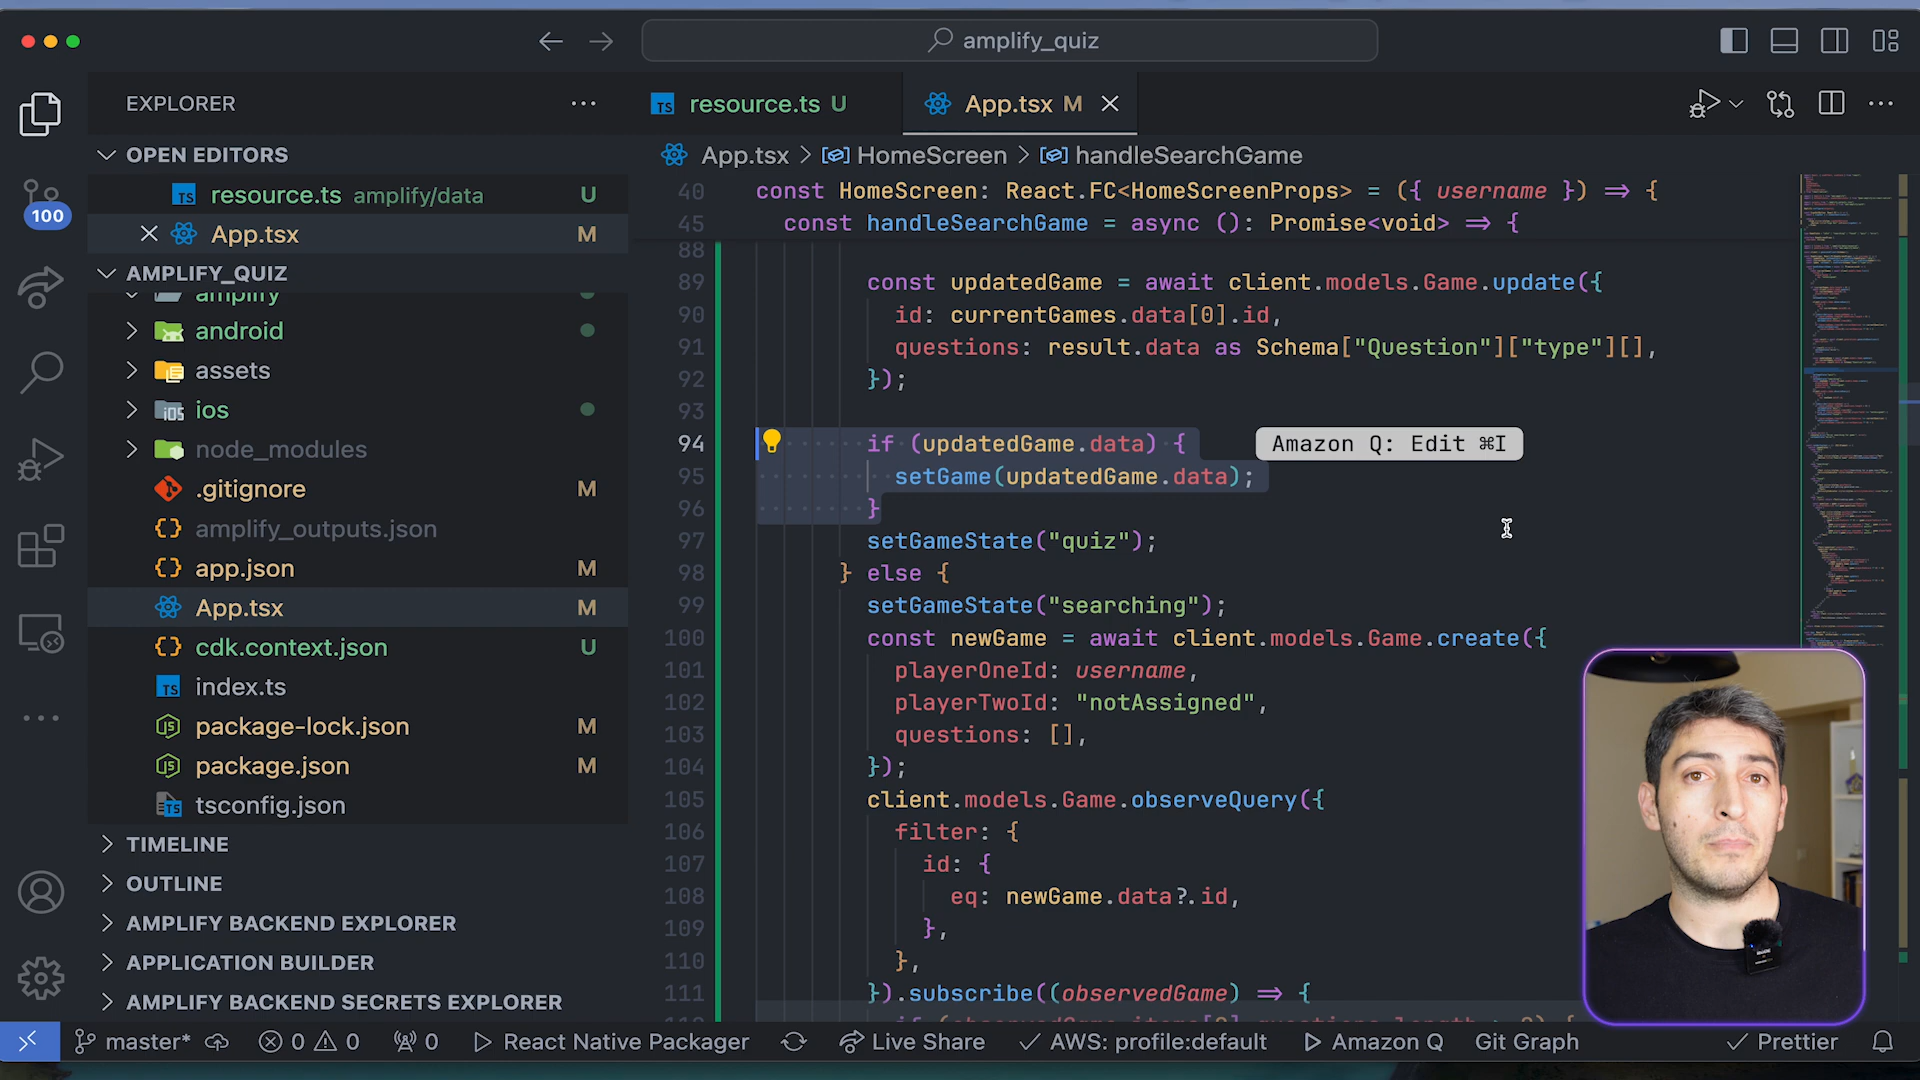 amplify_quiz
EXPLORER
resource.ts U
App.tsx M
OPEN EDITORS
App.tsx > HomeScreen > handleSearchGame
resource.ts amplify/data U
App.tsx M
AMPLIFY_QUIZ
amplify
android
assets
ios
node_modules
.gitignore M
amplify_outputs.json
app.json M
App.tsx M
cdk.context.json U
index.ts
package-lock.json M
package.json M
tsconfig.json
TIMELINE
OUTLINE
AMPLIFY BACKEND EXPLORER
APPLICATION BUILDER
AMPLIFY BACKEND SECRETS EXPLORER
100
40 const HomeScreen: React.FC<HomeScreenProps> = ({ username }) => {
45 const handleSearchGame = async (): Promise<void> => {
88
89 const updatedGame = await client.models.Game.update({
90 id: currentGames.data[0].id,
91 questions: result.data as Schema["Question"]["type"][],
92 });
93
94 if (updatedGame.data) {
Amazon Q: Edit ⌘I
95 setGame(updatedGame.data);
96 }
97 setGameState("quiz");
98 } else {
99 setGameState("searching");
100 const newGame = await client.models.Game.create({
101 playerOneId: username,
102 playerTwoId: "notAssigned",
103 questions: [],
104 });
105 client.models.Game.observeQuery({
106 filter: {
107 id: {
108 eq: newGame.data?.id,
109 },
110 },
111 }).subscribe((observedGame) => {
master* 0 0 0 React Native Packager Live Share AWS: profile:default Amazon Q Git Graph Prettier